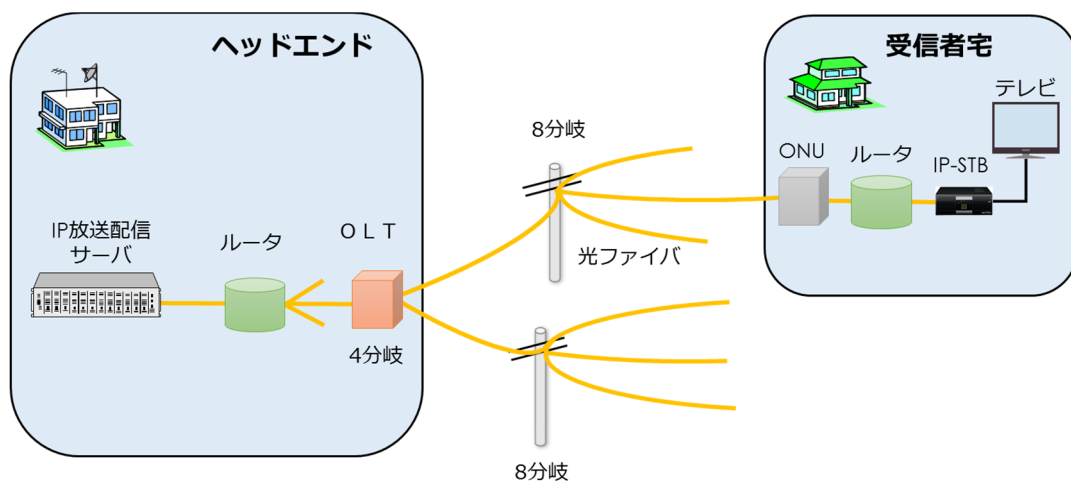 ヘッドエンド
受信者宅
テレビ
8分岐
ONU
ルータ
IP-STB
IP放送配信
サーバ
ルータ
ＯＬＴ
光ファイバ
4分岐
8分岐